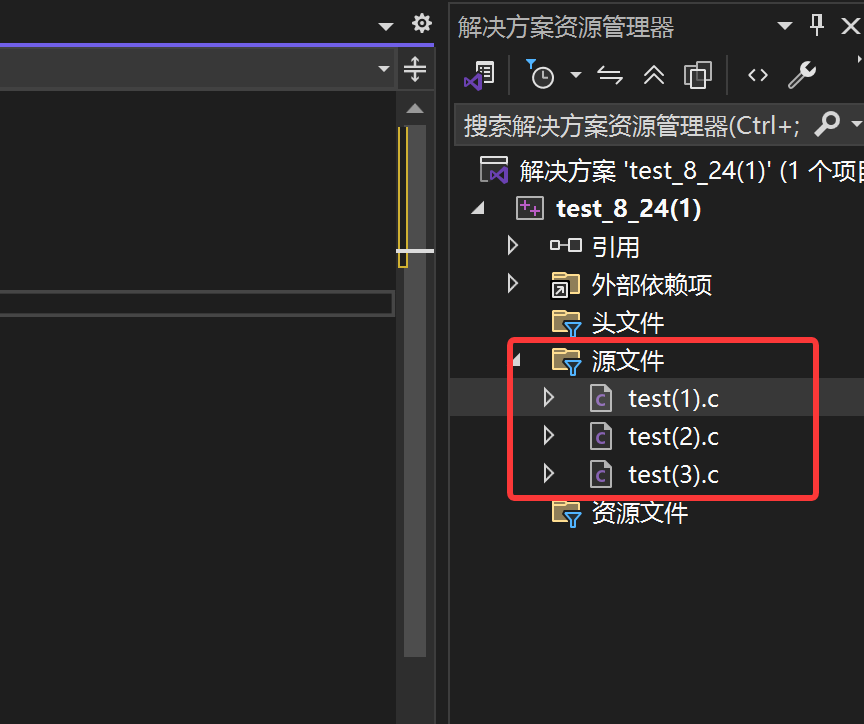 解决方案资源管理器
搜索解决方案资源管理器(Ctrl+;
解决方案 'test_8_24(1)' (1 个项目
test_8_24(1)
引用
外部依赖项
头文件
源文件
test(1).c
test(2).c
test(3).c
资源文件